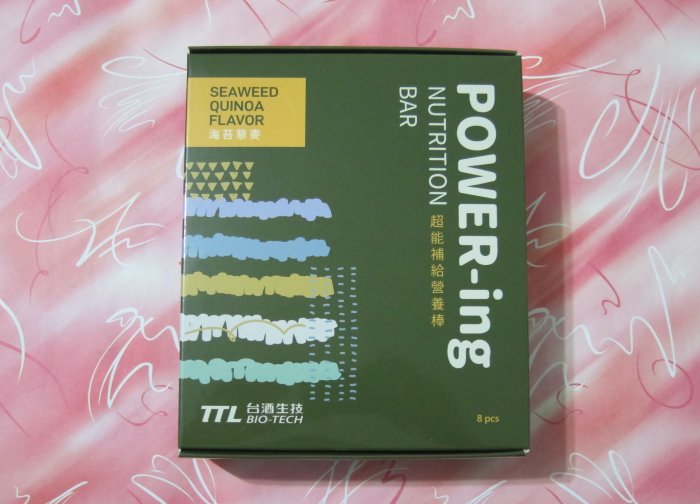 SEAWEED
QUINOA
FLAVOR
海苔藜麥
POWER-ing
NUTRITION
BAR
超能補給營養棒
TTL 台酒生技
BIO-TECH
8 pcs